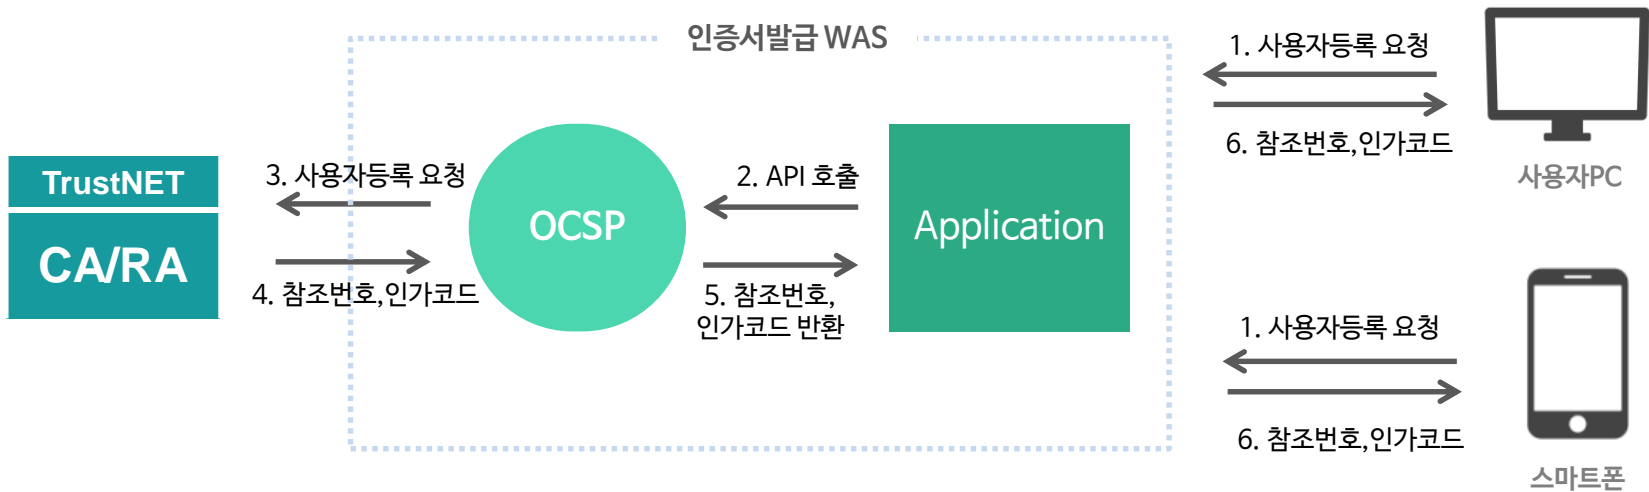 인증서발급 WAS
1. 사용자등록 요청
6. 참조번호,인가코드
사용자PC
TrustNET
CA/RA
3. 사용자등록 요청
4. 참조번호,인가코드
OCSP
2. API 호출
5. 참조번호,
인가코드 반환
Application
1. 사용자등록 요청
6. 참조번호,인가코드
스마트폰